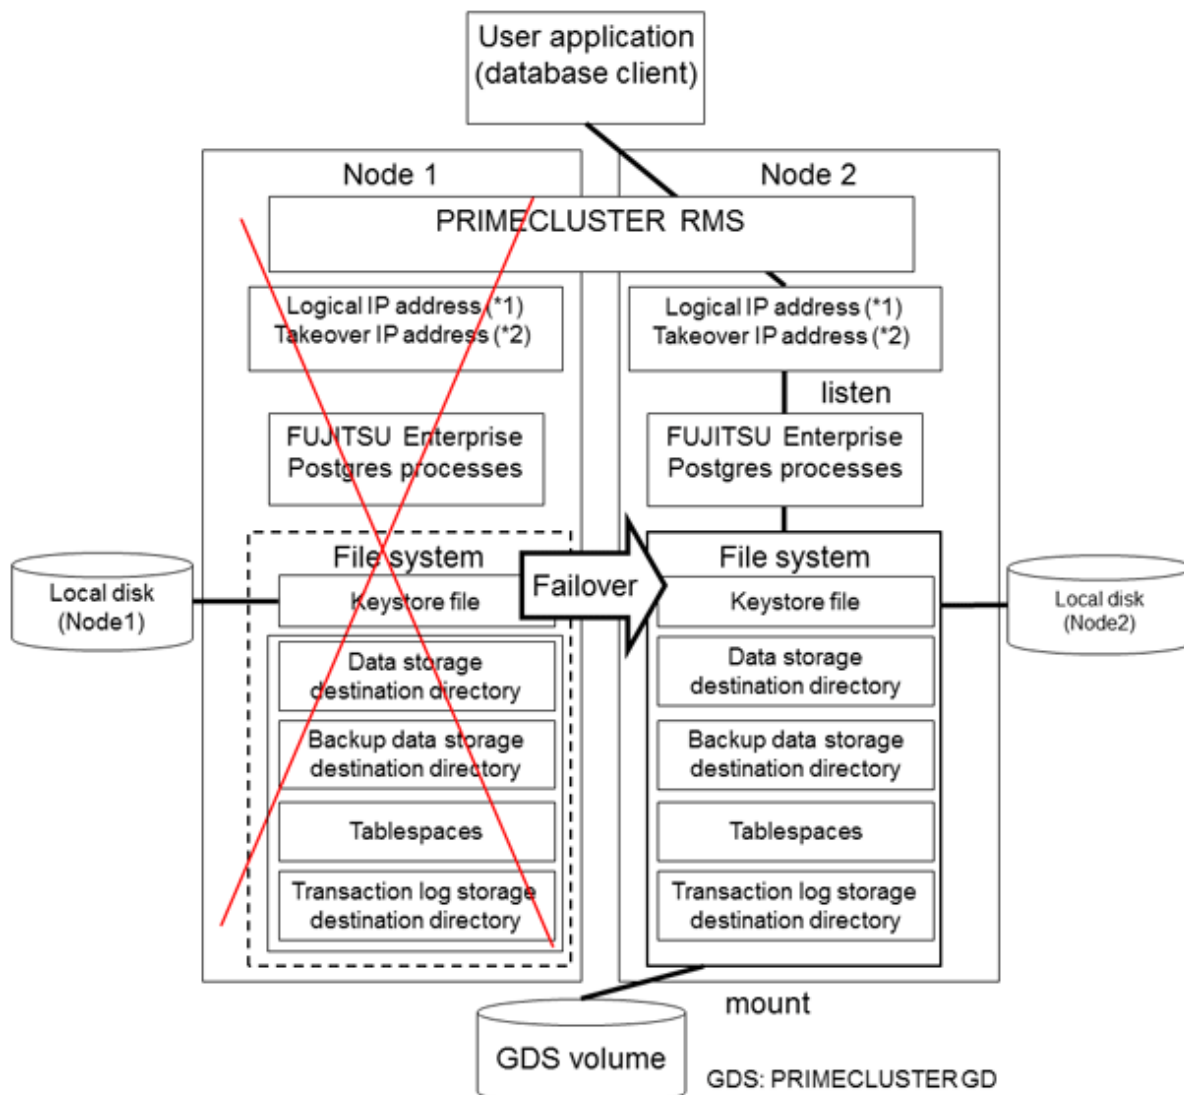 User application
(database client)
Node 1
Node 2
PRIMECLUSTER RMS
Logical IP address (*1)
Takeover IP address (*2)
Logical IP address (*1)
Takeover IP address (*2)
listen
FUJITSU Enterprise
Postgres processes
FUJITSU Enterprise
Postgres processes
File system
File system
Failover
Local disk
(Node1)
Keystore file
Keystore file
Local disk
(Node2)
Data storage
destination directory
Data storage
destination directory
Backup data storage
destination directory
Backup data storage
destination directory
Tablespaces
Tablespaces
Transaction log storage
destination directory
Transaction log storage
destination directory
mount
GDS volume
GDS: PRIMECLUSTER GD